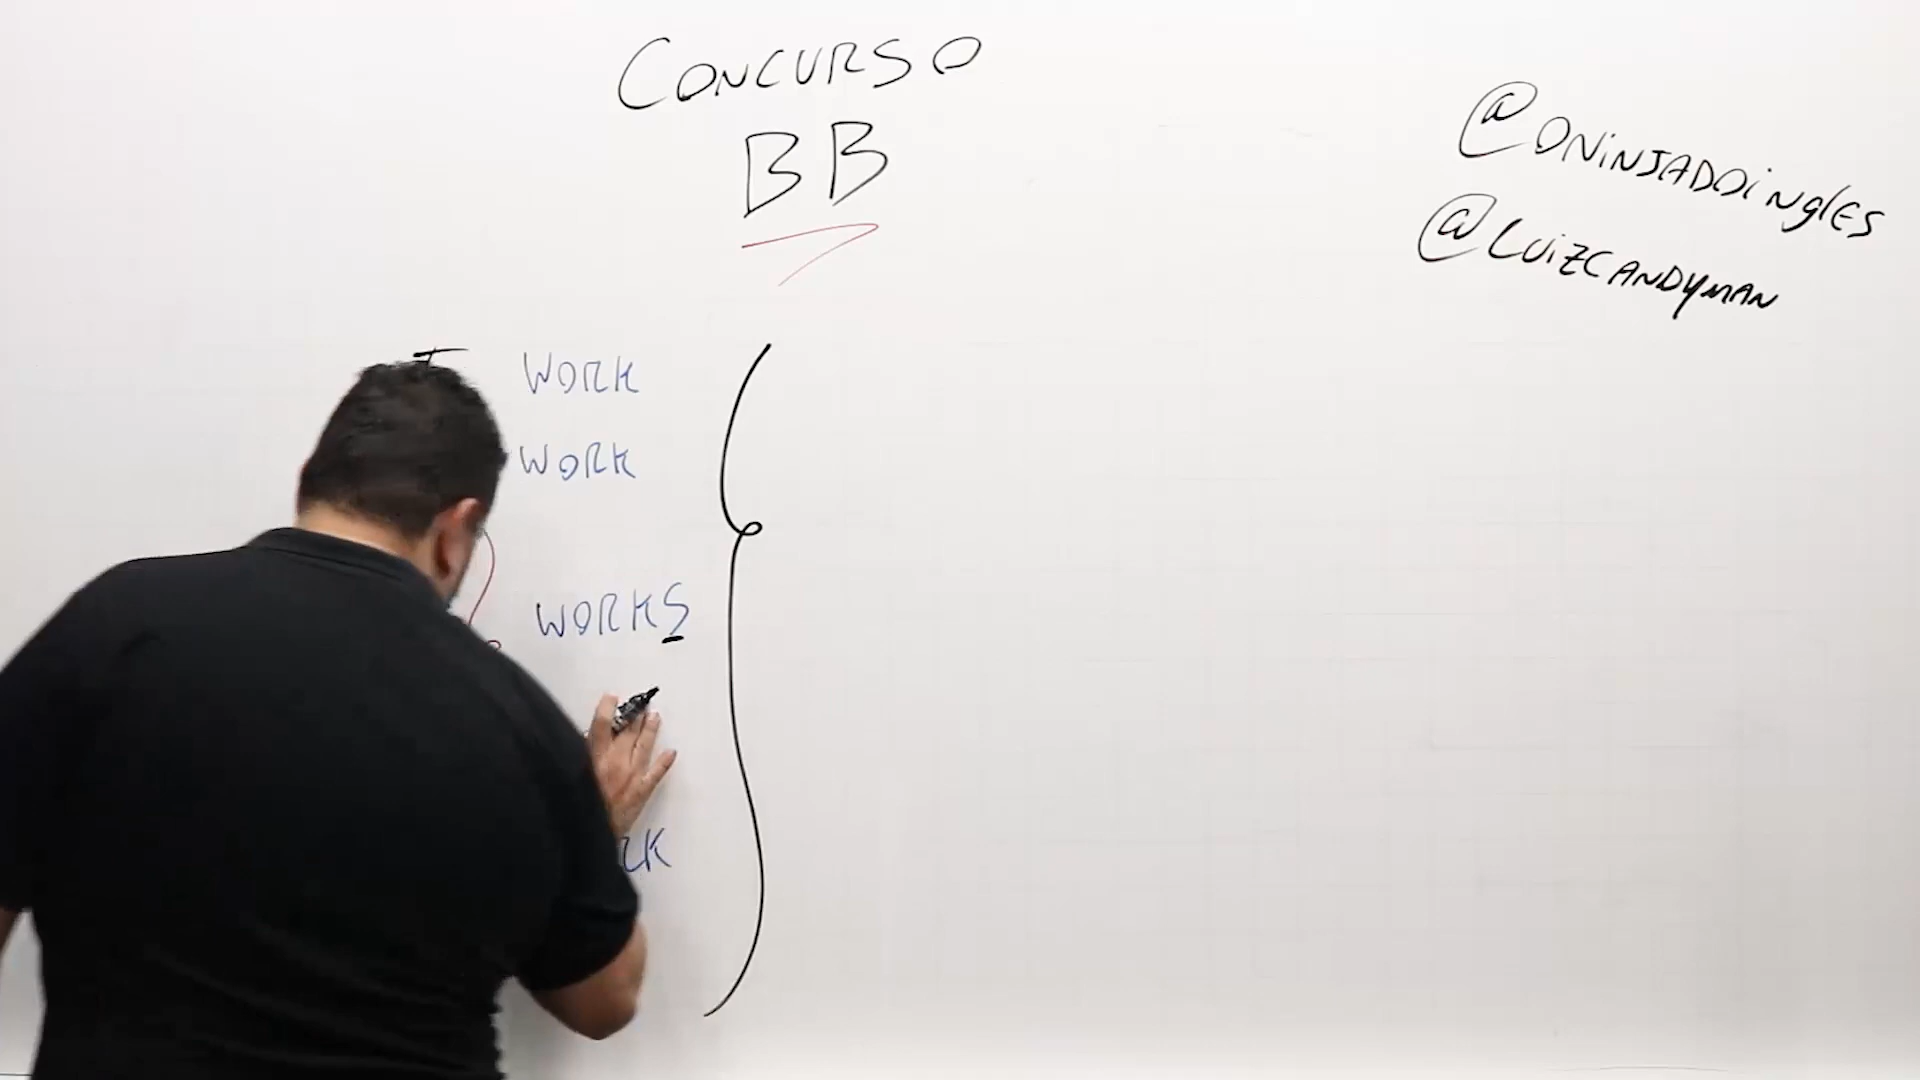 CONCURSO
BB
@ONINJADOINGLES
@LUIZCANDYMAN
WORK
WORK
WORKS